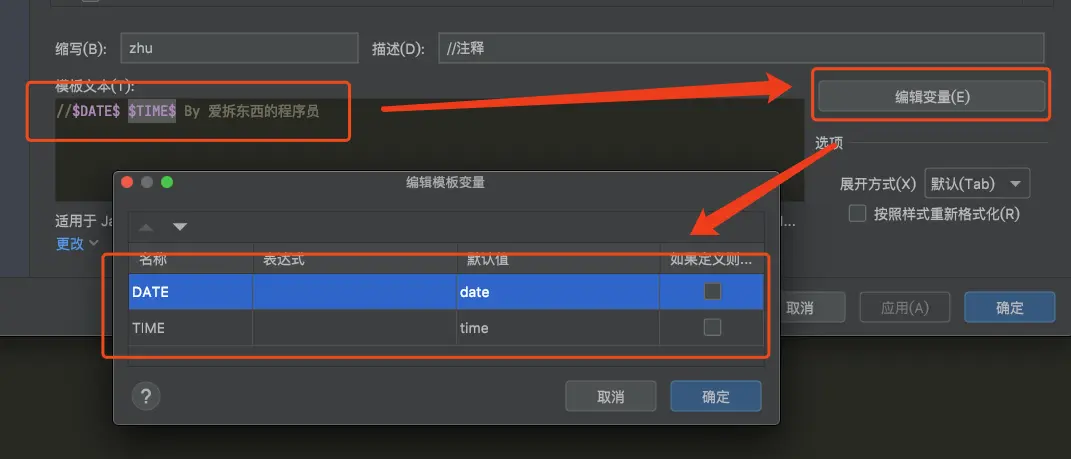 缩写(B): zhu 描述(D): //注释
模板文本(T):
//$DATE$ $TIME$ By 爱拆东西的程序员
编辑变量(E)
选项
展开方式(X) 默认(Tab)
按照样式重新格式化(R)
适用于 Ja
更改
编辑模板变量
名称 表达式 默认值 如果定义则...
DATE date
TIME time
取消 应用(A) 确定
? 取消 确定